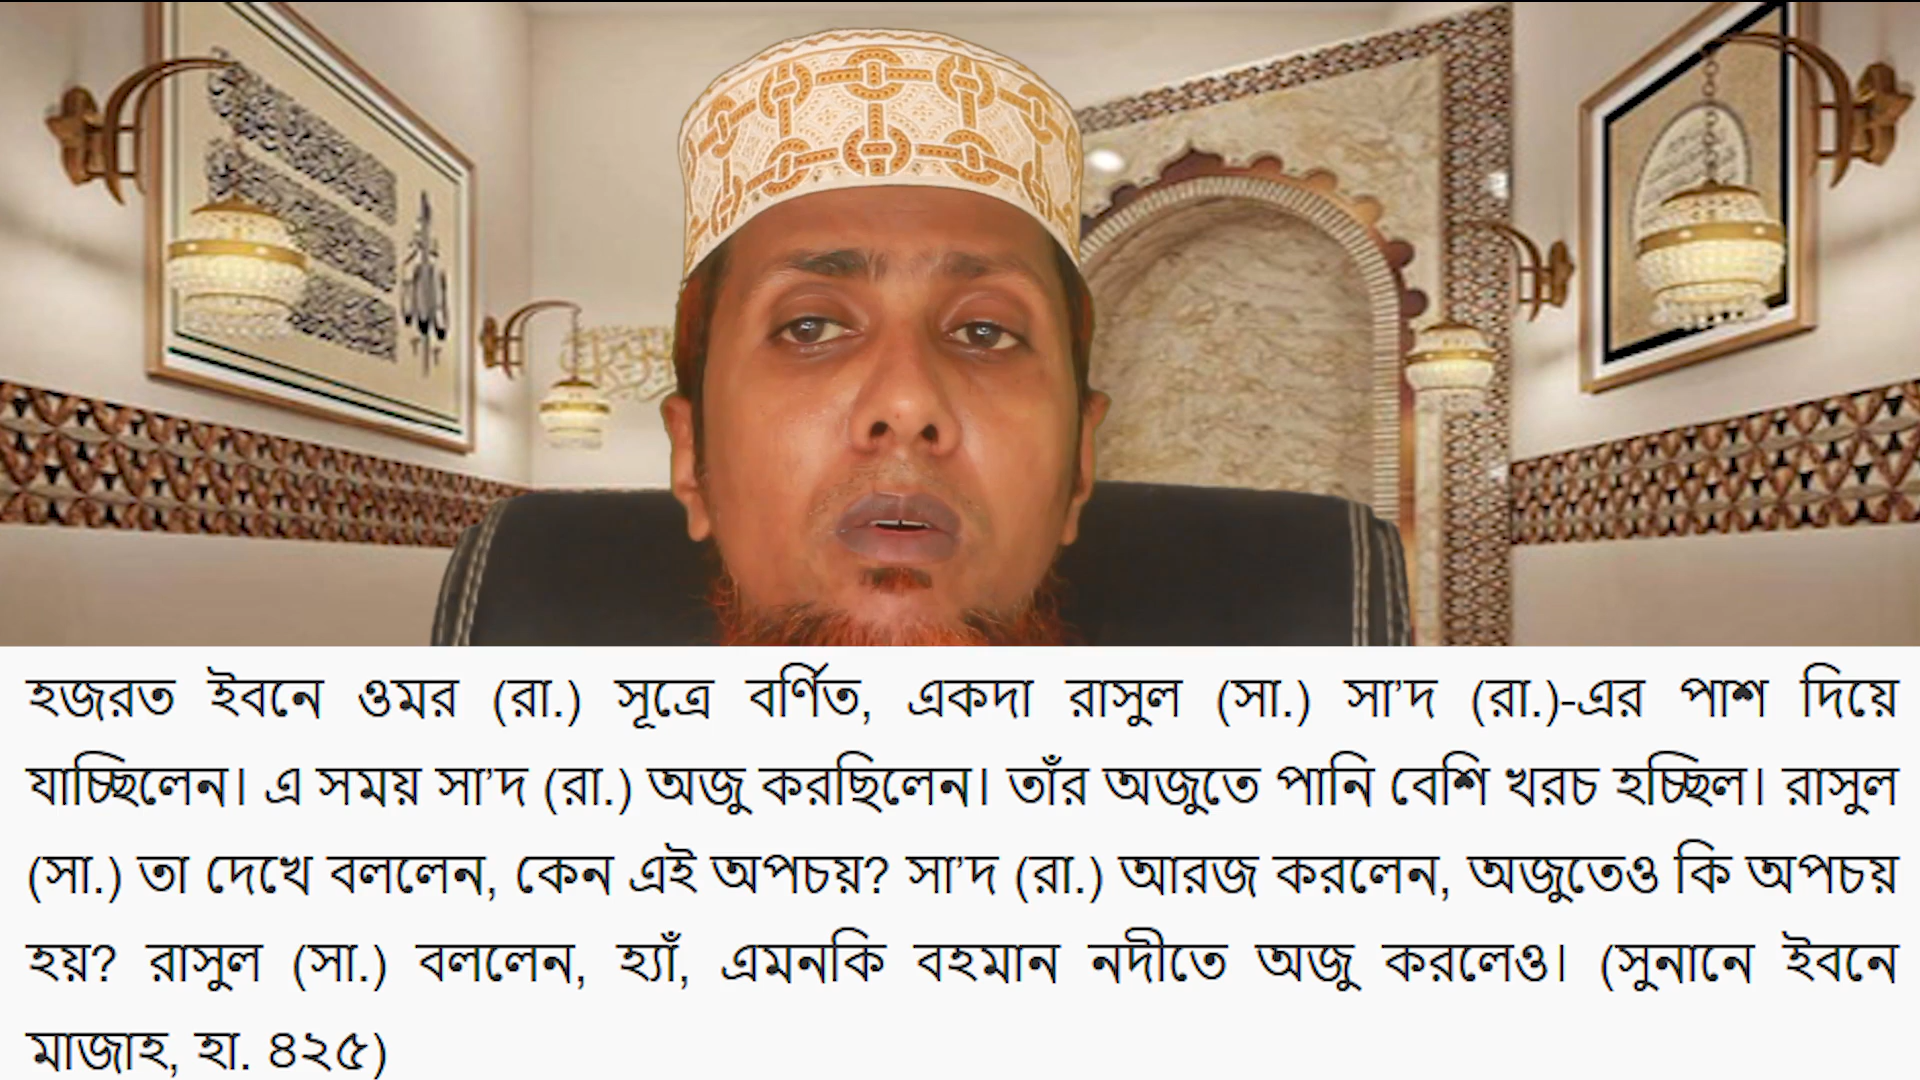 হজরত ইবনে ওমর (রা.) সূত্রে বর্ণিত, একদা রাসুল (সা.) সা’দ (রা.)-এর পাশ দিয়ে
যাচ্ছিলেন। এ সময় সা’দ (রা.) অজু করছিলেন। তাঁর অজুতে পানি বেশি খরচ হচ্ছিল। রাসুল
(সা.) তা দেখে বললেন, কেন এই অপচয়? সা’দ (রা.) আরজ করলেন, অজুতেও কি অপচয়
হয়? রাসুল (সা.) বললেন, হ্যাঁ, এমনকি বহমান নদীতে অজু করলেও। (সুনানে ইবনে
মাজাহ, হা. ৪২৫)